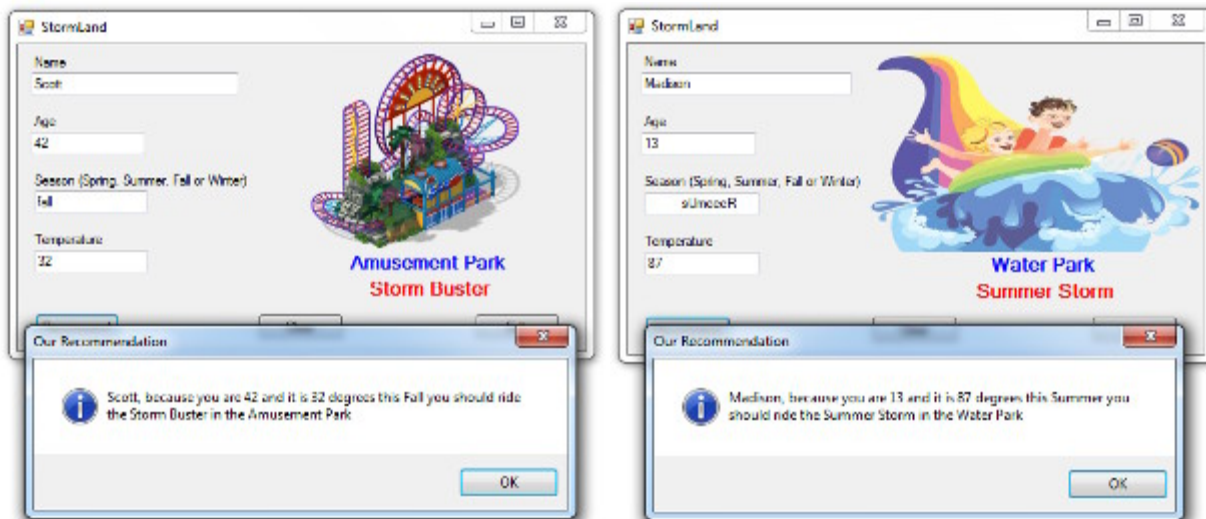 StormLand
Name
Scott
Age
42
Season (Spring, Summer, Fall or Winter)
fall
Temperature
32
Amusement Park
Storm Buster
Our Recommendation
Scott, because you are 42 and it is 32 degrees this Fall you should ride
the Storm Buster in the Amusement Park
OK
StormLand
Name
Madison
Age
13
Season (Spring, Summer, Fall or Winter)
Temperature
87
Water Park
Summer Storm
Our Recommendation
Madison, because you are 13 and it is 87 degrees this Summer you
should ride the Summer Storm in the Water Park
OK